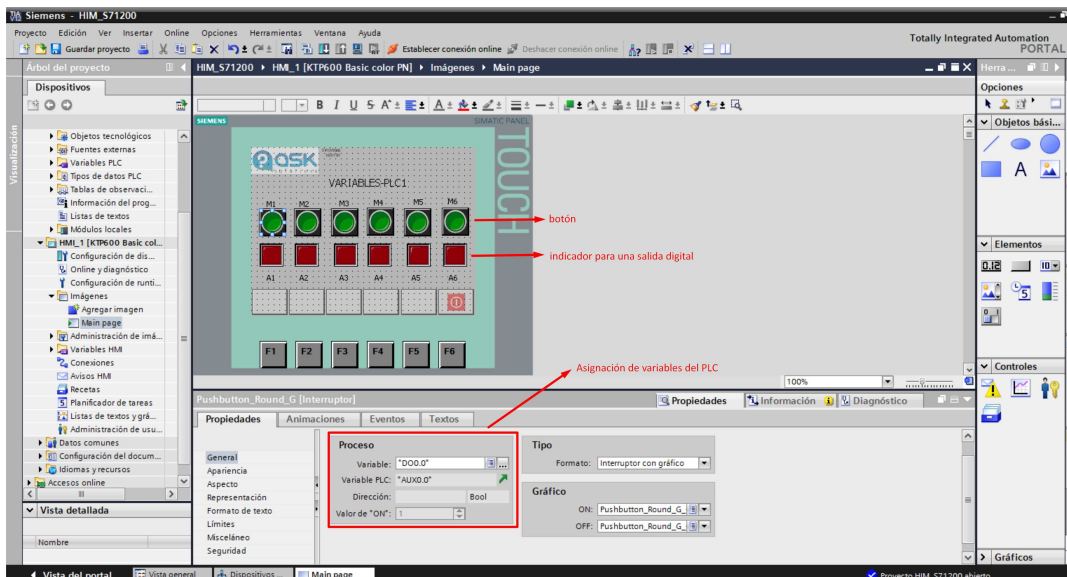 Siemens - HIM_S71200
Proyecto Edición Ver Insertar Online Opciones Herramientas Ventana Ayuda
Totally Integrated Automation
PORTAL
Guardar proyecto
Establecer conexión online
Deshacer conexión online
Árbol del proyecto
HIM_S71200 HMI_1 [KTP600 Basic color PN] Imágenes Main page
Herra...
Dispositivos
Opciones
Visualización
B I U S A
Objetos tecnológicos
Fuentes externas
Variables PLC
Tipos de datos PLC
Tablas de observaci...
Información del prog...
Listas de textos
Módulos locales
HMI_1 [KTP600 Basic col...
Configuración de dis...
Online y diagnóstico
Configuración de runti...
Imágenes
Agregar imagen
Main page
Administración de imá...
Variables HMI
Conexiones
Avisos HMI
Recetas
Planificador de tareas
Listas de textos y grá...
Administración de usu...
Datos comunes
Configuración del docum...
Idiomas y recursos
Accesos online
Vista detallada
Nombre
SIEMENS
SIMATIC PANEL
TOUCH
ASK
VARIABLES-PLC1
M1 M2 M3 M4 M5 M6
botón
indicador para una salida digital
A1 A2 A3 A4 A5 A6
F1 F2 F3 F4 F5 F6
Asignación de variables del PLC
100%
Objetos bási...
A
Elementos
Controles
Gráficos
Pushbutton_Round_G [Interruptor]
Propiedades Información Diagnóstico
Propiedades Animaciones Eventos Textos
General
Apariencia
Aspecto
Representación
Formato de texto
Límites
Misceláneo
Seguridad
Proceso
Variable: "DO0.0"
Variable PLC: "AUX0.0"
Dirección: Bool
Valor de "ON": 1
Tipo
Formato: Interruptor con gráfico
Gráfico
ON: Pushbutton_Round_G_
OFF: Pushbutton_Round_G_
Vista del portal Vista general Dispositivos ... Main page
Proyecto HIM_S71200 abierto